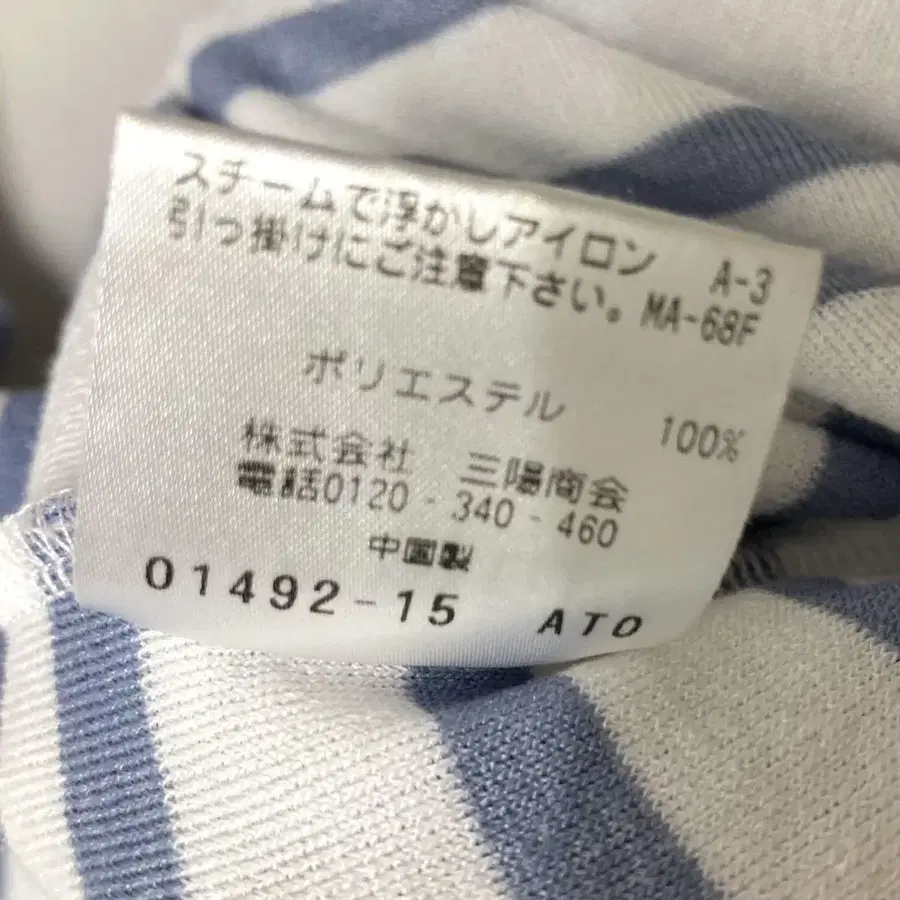 スチームで浮かしアイロン A-3
引っ掛けにご注意下さい。MA-68F
ポリエステル 100%
株式会社 三陽商会
電話0120-340-460
中国製
01492-15 ATO